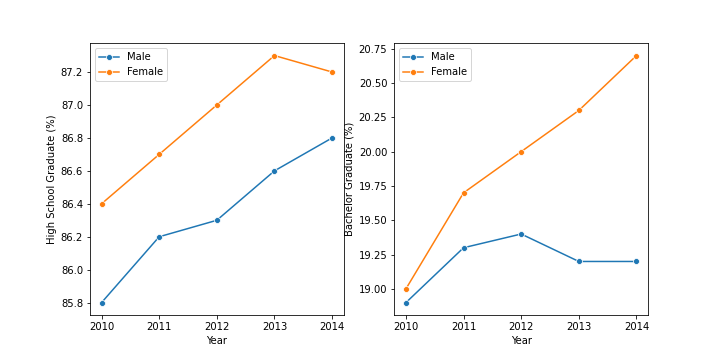 High School Graduate (%)
87.2
87.0
86.8
86.6
86.4
86.2
86.0
85.8
Male
Female
2010 2011 2012 2013 2014
Year
Bachelor Graduate (%)
20.75
20.50
20.25
20.00
19.75
19.50
19.25
19.00
Male
Female
2010 2011 2012 2013 2014
Year